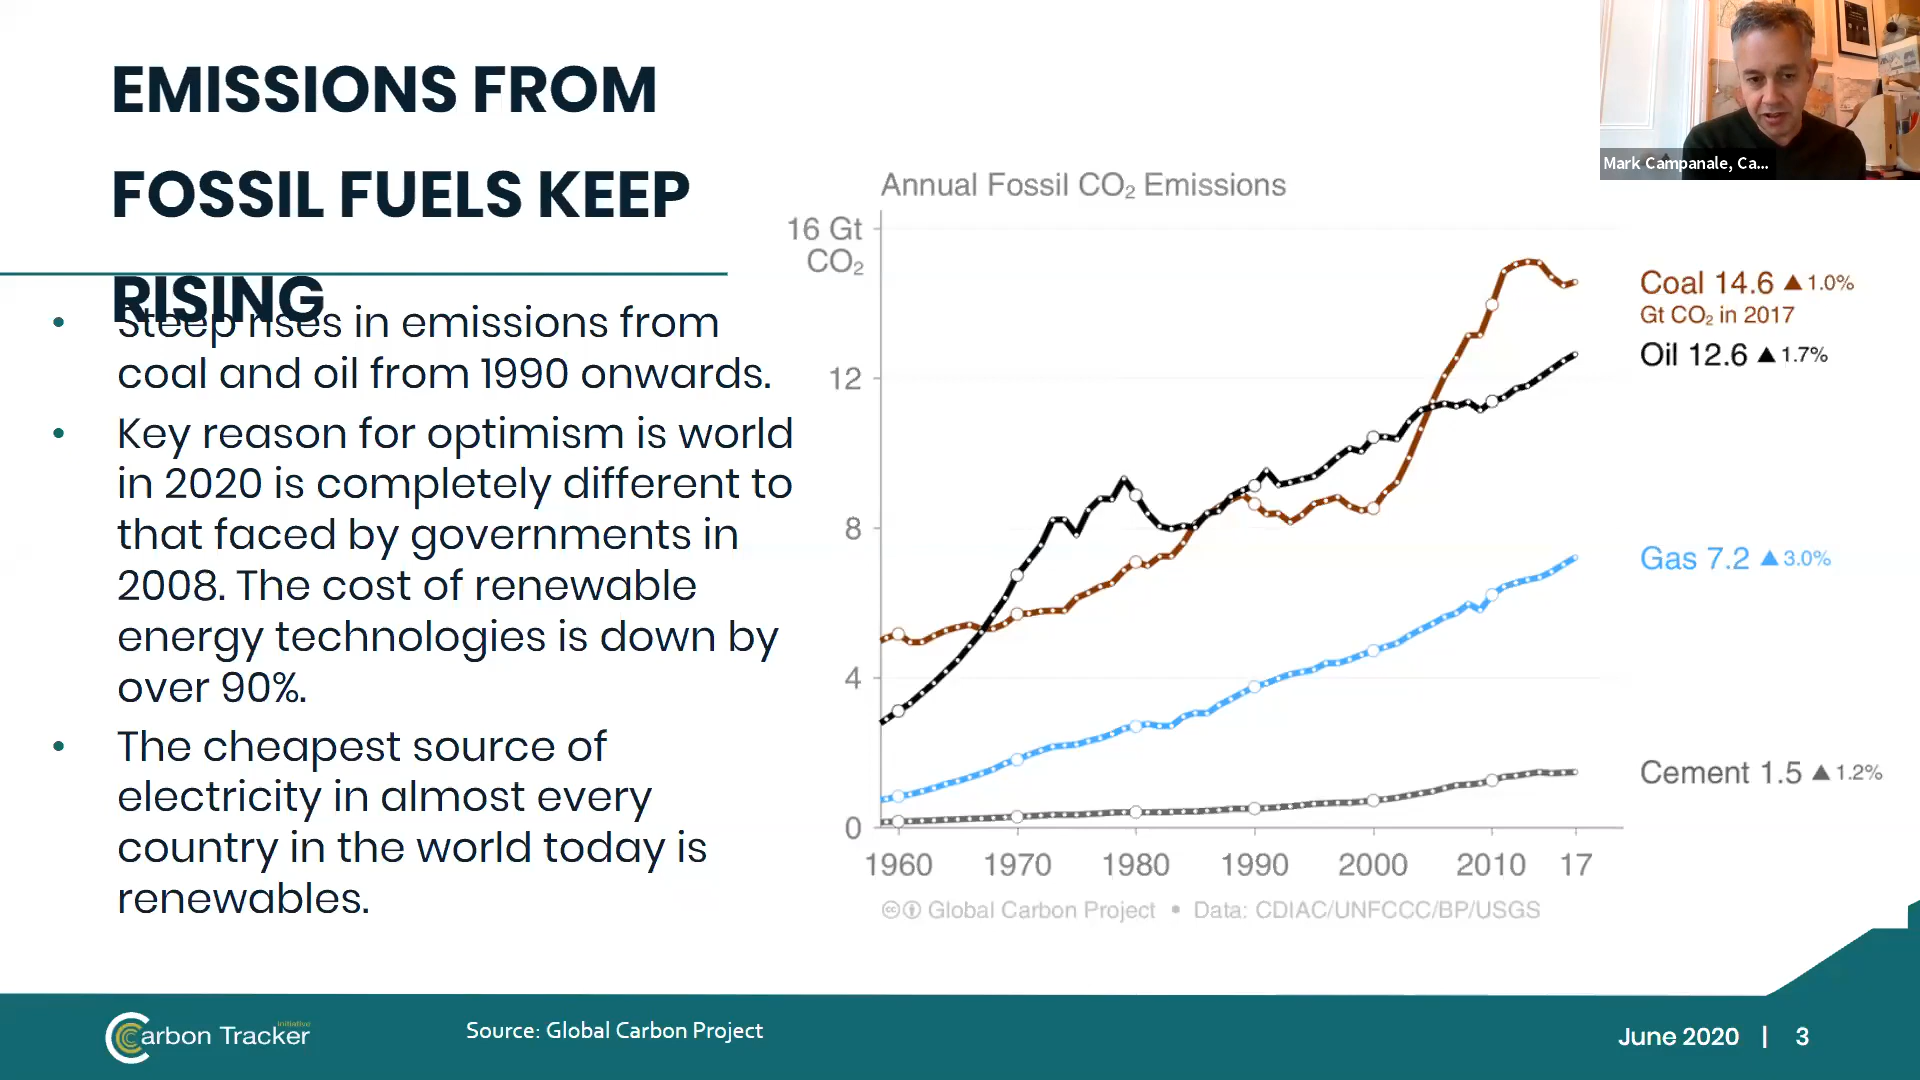 EMISSIONS FROM
FOSSIL FUELS KEEP
RISING
• Steep rises in emissions from
coal and oil from 1990 onwards.
• Key reason for optimism is world
in 2020 is completely different to
that faced by governments in
2008. The cost of renewable
energy technologies is down by
over 90%.
• The cheapest source of
electricity in almost every
country in the world today is
renewables.
Annual Fossil CO₂ Emissions
16 Gt
CO₂
12
8
4
0
1960 1970 1980 1990 2000 2010 17
Coal 14.6 ▲ 1.0%
Gt CO₂ in 2017
Oil 12.6 ▲ 1.7%
Gas 7.2 ▲ 3.0%
Cement 1.5 ▲ 1.2%
Global Carbon Project • Data: CDIAC/UNFCCC/BP/USGS
Mark Campanale, Ca...
Carbon Tracker
Initiative
Source: Global Carbon Project
June 2020 | 3